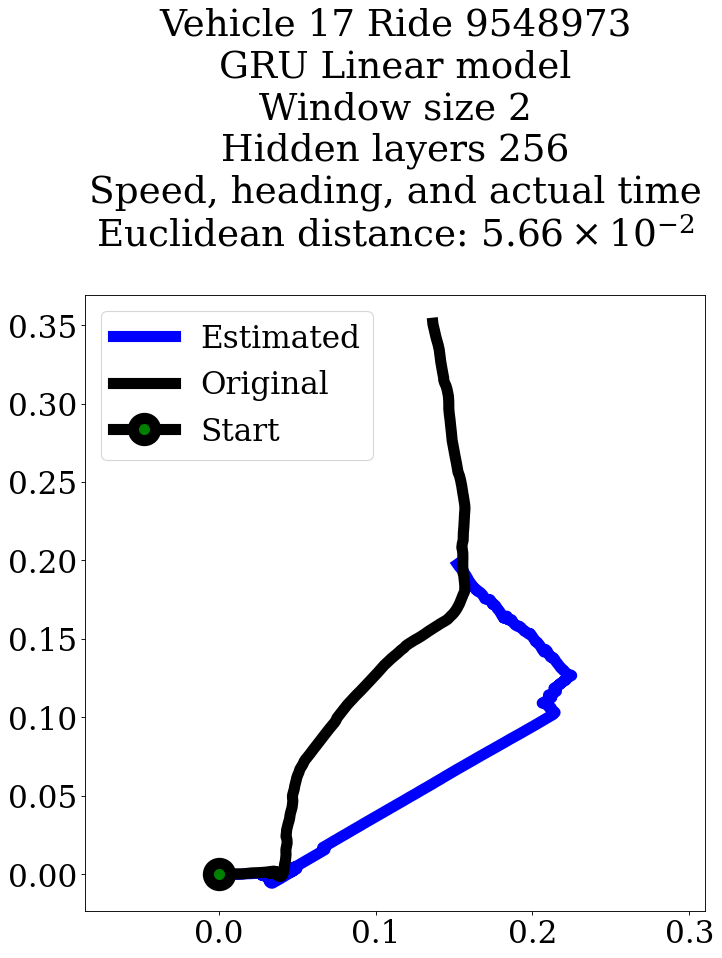 Vehicle 17 Ride 9548973
GRU Linear model
Window size 2
Hidden layers 256
Speed, heading, and actual time
Euclidean distance: 5.66 × 10⁻²
Estimated
Original
Start
0.35
0.30
0.25
0.20
0.15
0.10
0.05
0.00
0.0 0.1 0.2 0.3